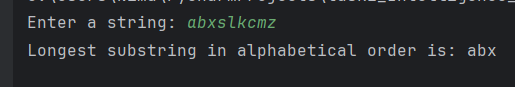 Enter a string: abxslkcmz
Longest substring in alphabetical order is: abx